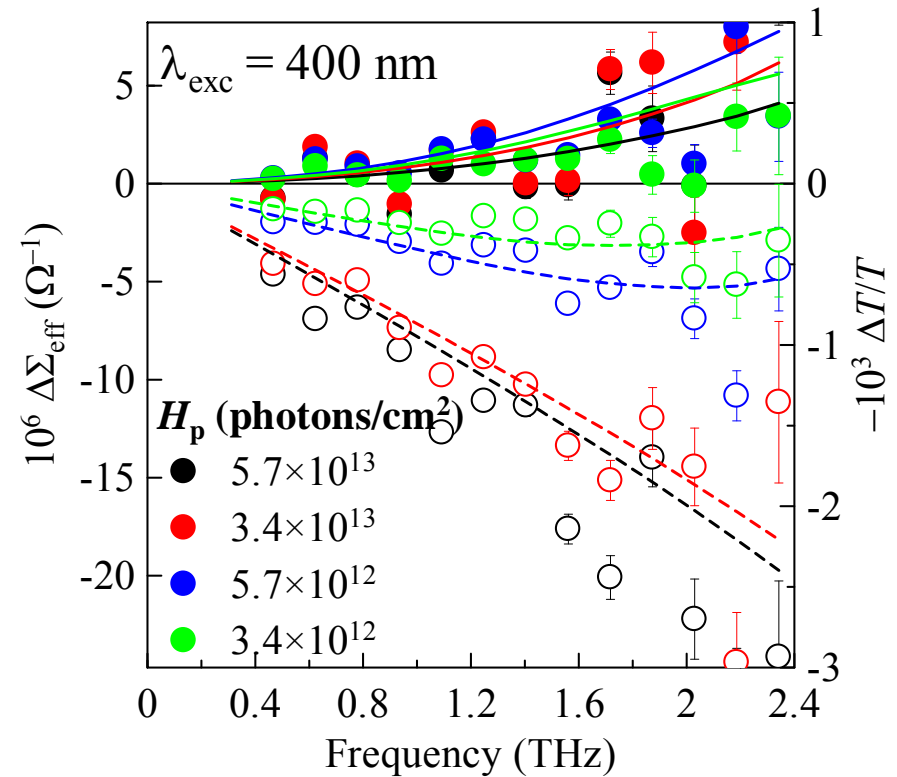 λexc = 400 nm
5
0
-5
-10
-15
-20
10⁶ ΔΣeff (Ω⁻¹)
1
0
-1
-2
-3
−10³ ΔT/T
Hp (photons/cm²)
5.7×10¹³
3.4×10¹³
5.7×10¹²
3.4×10¹²
0 0.4 0.8 1.2 1.6 2 2.4
Frequency (THz)